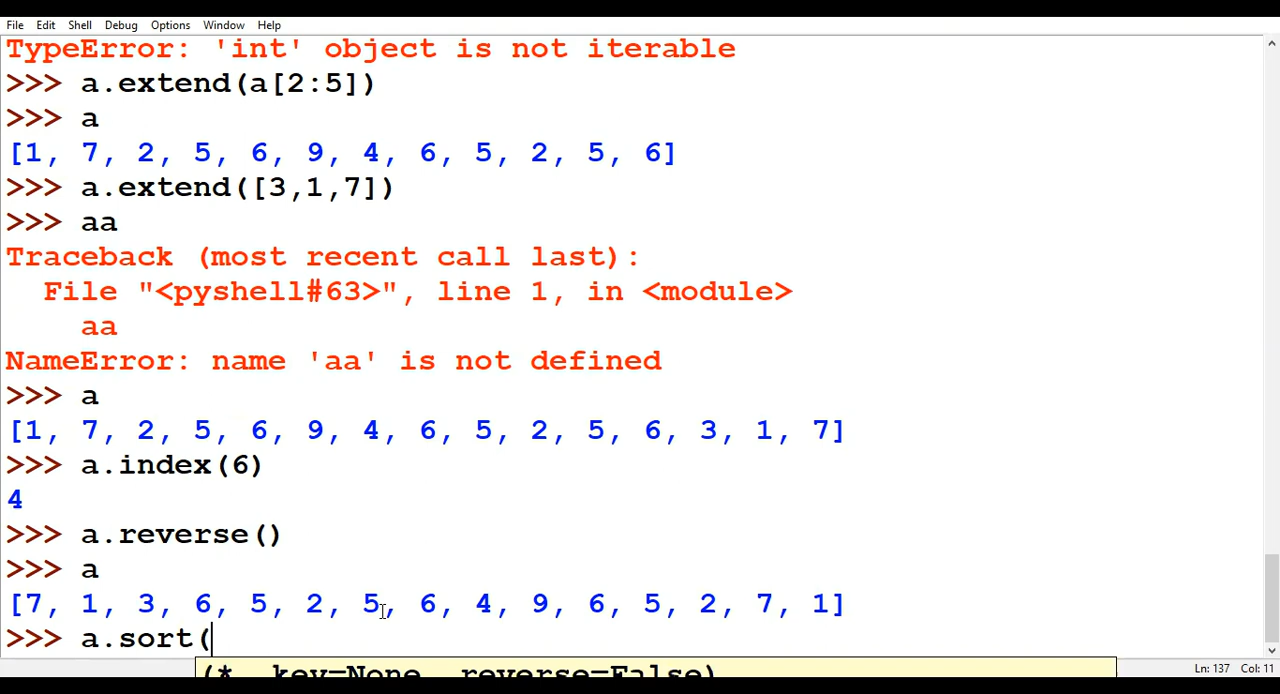 File Edit Shell Debug Options Window Help
TypeError: 'int' object is not iterable
>>> a.extend(a[2:5])
>>> a
[1, 7, 2, 5, 6, 9, 4, 6, 5, 2, 5, 6]
>>> a.extend([3,1,7])
>>> aa
Traceback (most recent call last):
  File "<pyshell#63>", line 1, in <module>
    aa
NameError: name 'aa' is not defined
>>> a
[1, 7, 2, 5, 6, 9, 4, 6, 5, 2, 5, 6, 3, 1, 7]
>>> a.index(6)
4
>>> a.reverse()
>>> a
[7, 1, 3, 6, 5, 2, 5, 6, 4, 9, 6, 5, 2, 7, 1]
>>> a.sort(
(*, key=None, reverse=False)
Ln: 137 Col: 11